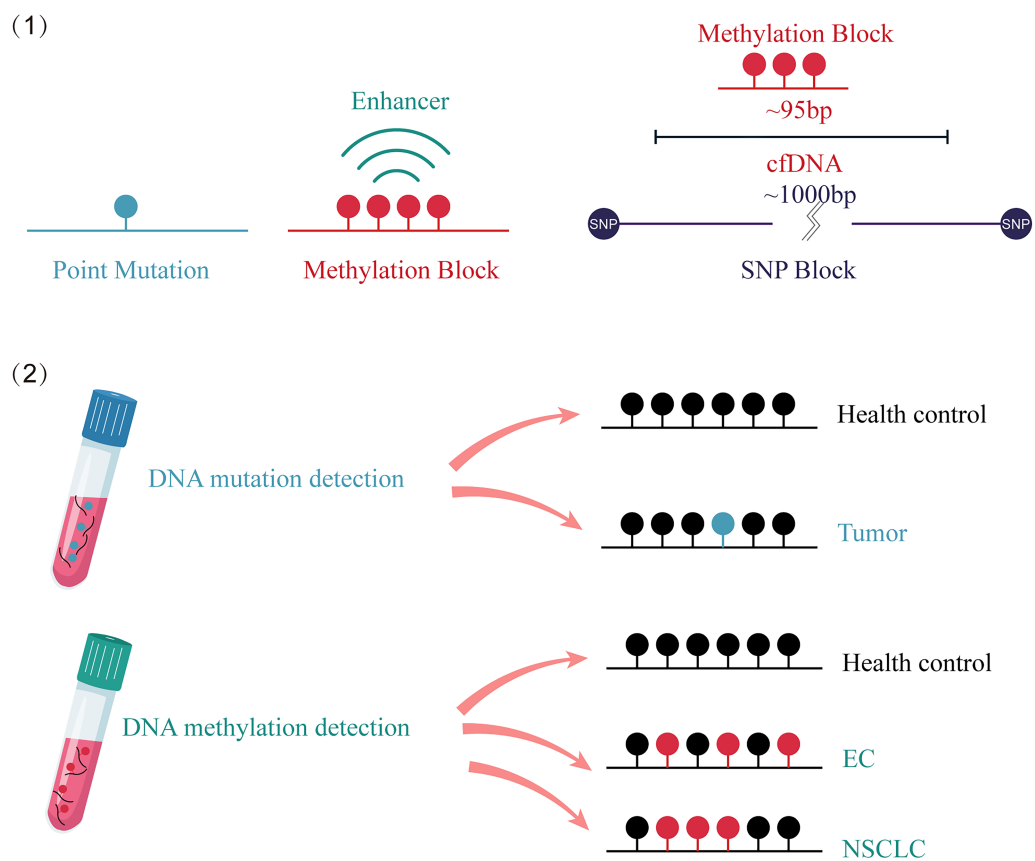 (1)
Enhancer
Point Mutation
Methylation Block
Methylation Block
~95bp
cfDNA
~1000bp
SNP
SNP
SNP Block
(2)
DNA mutation detection
Health control
Tumor
DNA methylation detection
Health control
EC
NSCLC